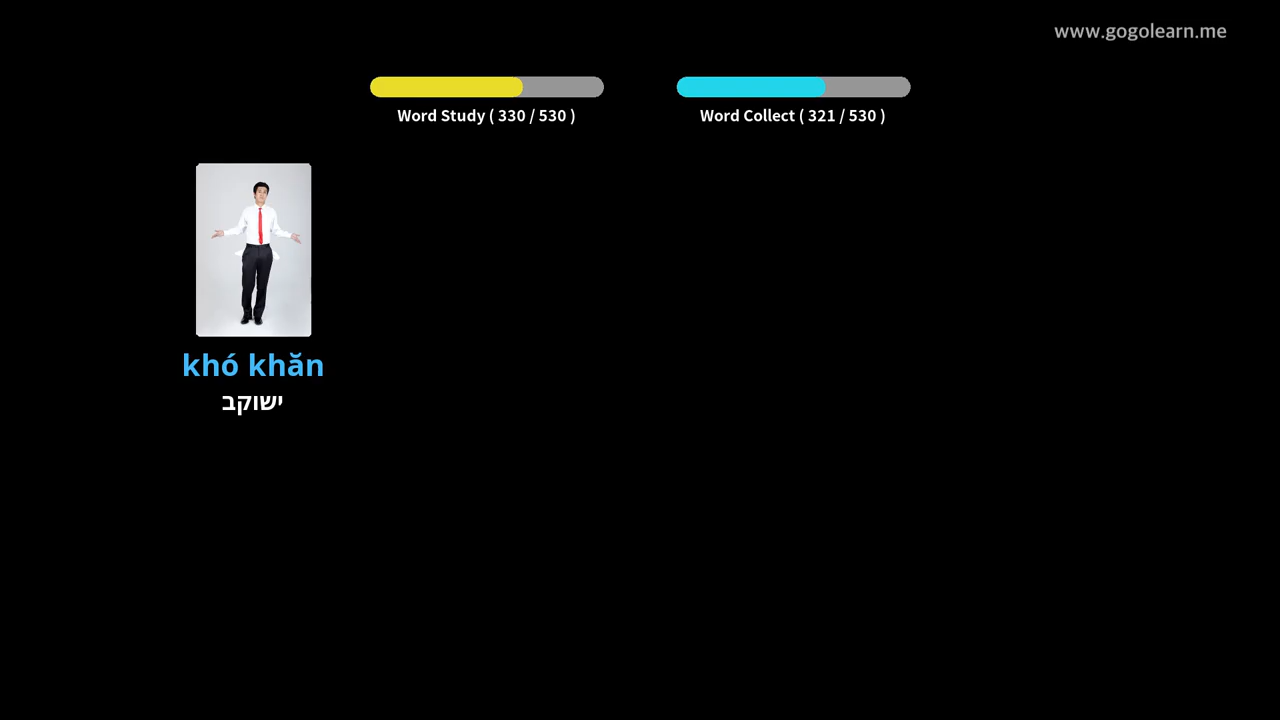 www.gogolearn.me
Word Study ( 330 / 530 )
Word Collect ( 321 / 530 )
khó khăn
ישוקב